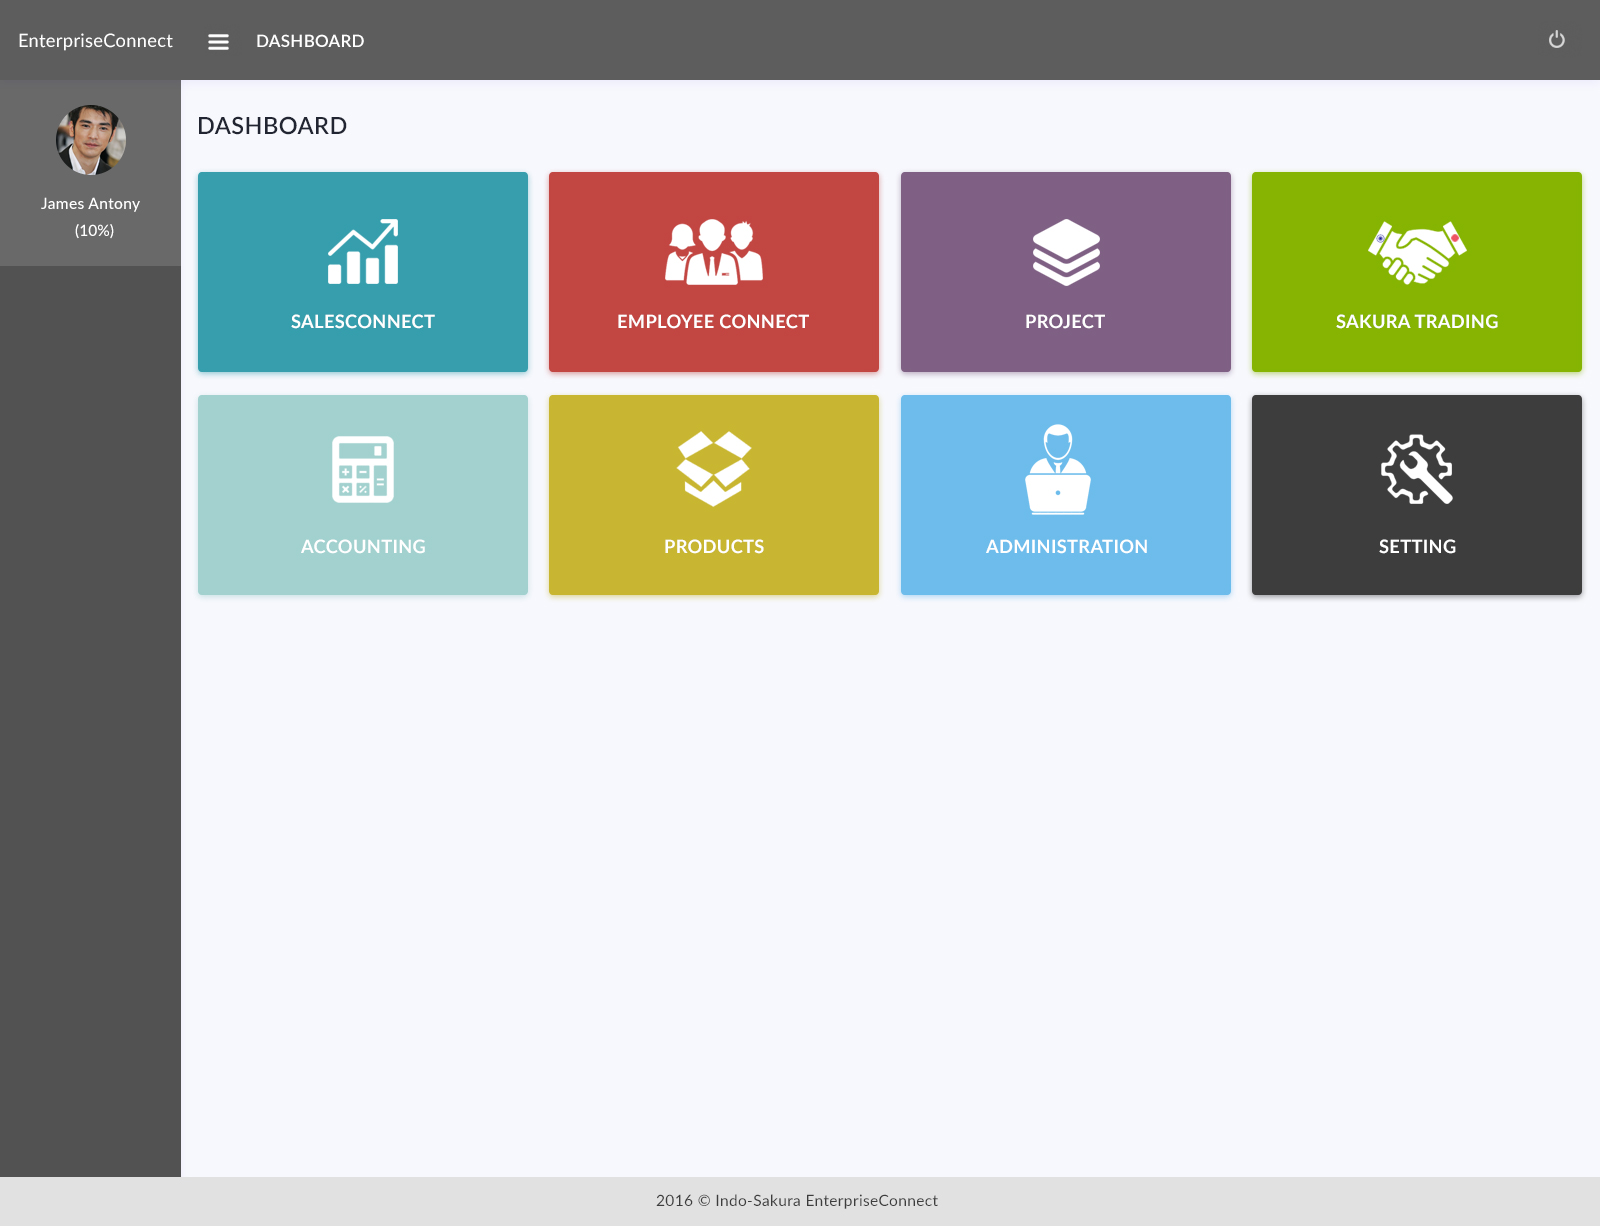 EnterpriseConnect
DASHBOARD
James Antony
(10%)
DASHBOARD
SALESCONNECT
EMPLOYEE CONNECT
PROJECT
SAKURA TRADING
ACCOUNTING
PRODUCTS
ADMINISTRATION
SETTING
2016 © Indo-Sakura EnterpriseConnect